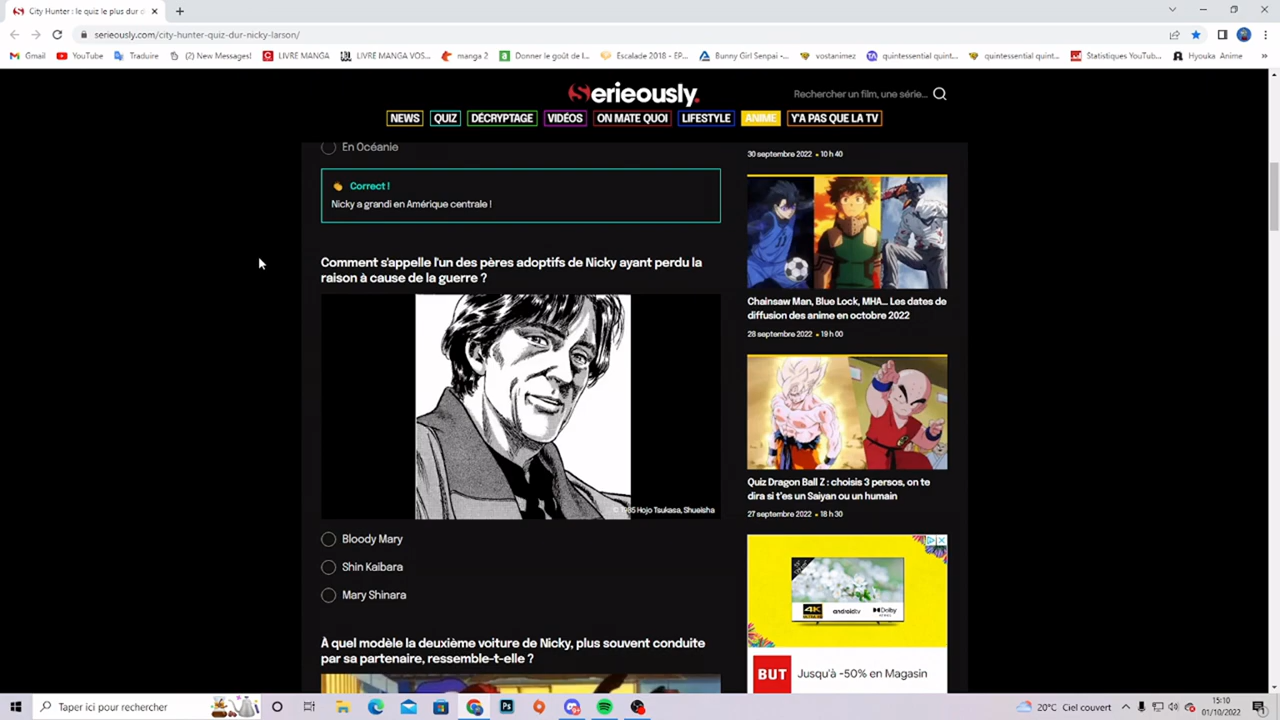 City Hunter : le quiz le plus dur d
serieously.com/city-hunter-quiz-dur-nicky-larson/
Gmail
YouTube
Traduire
(2) New Messages!
LIVRE MANGA
LIVRE MANGA VOS...
manga 2
Donner le goût de l...
Escalade 2018 - EP...
Bunny Girl Senpai -...
vostanimez
quintessential quint...
quintessential quint...
Statistiques YouTub...
Hyouka Anime
»
Serieously.
Rechercher un film, une série...
NEWS
QUIZ
DÉCRYPTAGE
VIDÉOS
ON MATE QUOI
LIFESTYLE
ANIME
Y'A PAS QUE LA TV
En Océanie
Correct !
Nicky a grandi en Amérique centrale !
Comment s'appelle l'un des pères adoptifs de Nicky ayant perdu la
raison à cause de la guerre ?
© 1985 Hojo Tsukasa, Shueisha
Bloody Mary
Shin Kaibara
Mary Shinara
À quel modèle la deuxième voiture de Nicky, plus souvent conduite
par sa partenaire, ressemble-t-elle ?
30 septembre 2022 • 10 h 40
Chainsaw Man, Blue Lock, MHA... Les dates de
diffusion des anime en octobre 2022
28 septembre 2022 • 19 h 00
Quiz Dragon Ball Z : choisis 3 persos, on te
dira si t'es un Saiyan ou un humain
27 septembre 2022 • 18 h 30
4K
androidtv
Dolby
BUT
Jusqu'à -50% en Magasin
Taper ici pour rechercher
20°C Ciel couvert
15:10
01/10/2022